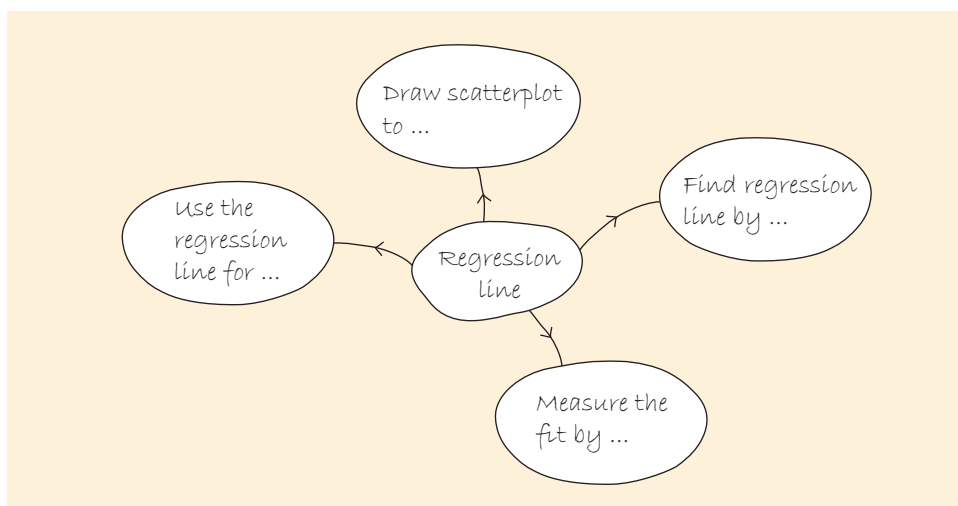 Draw scatterplot
to ...
Find regression
line by ...
Use the
regression
line for ...
Regression
line
Measure the
fit by ...